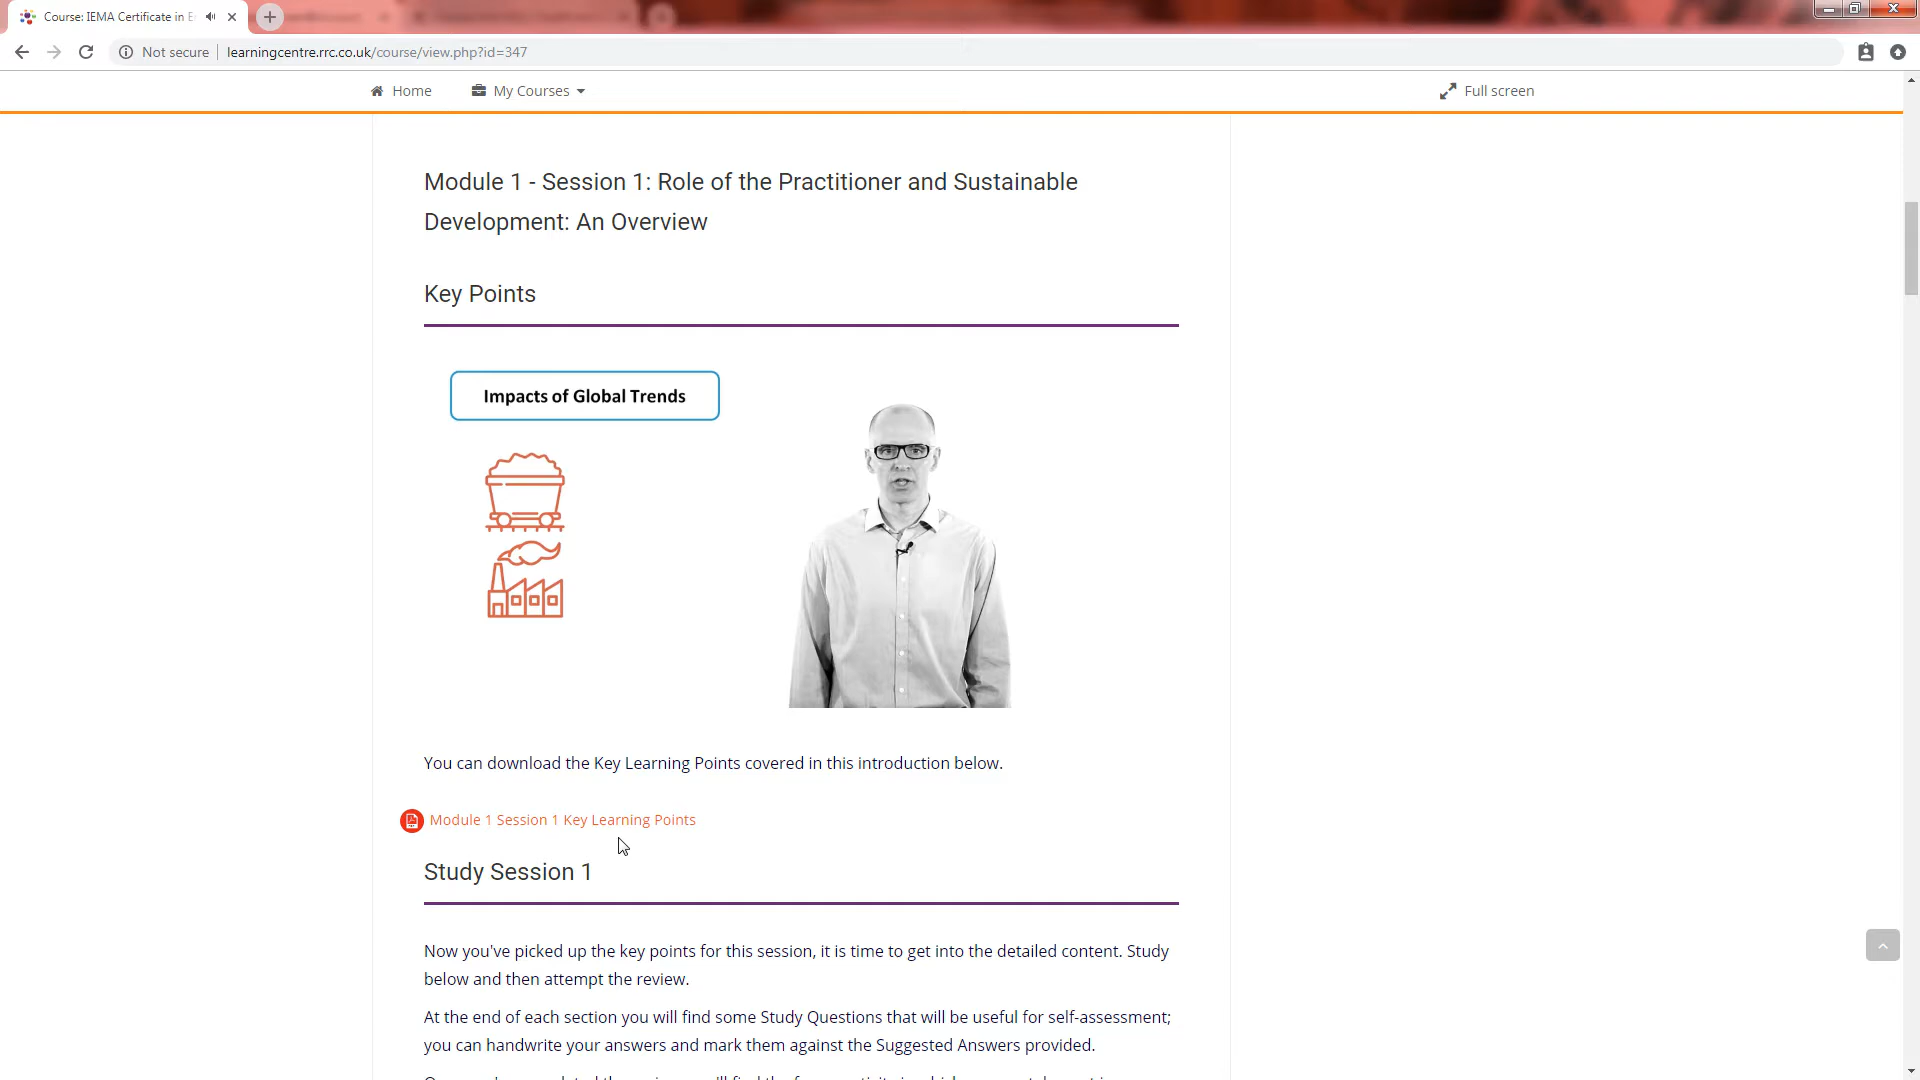 Course: IEMA Certificate in E
Not secure
learningcentre.rrc.co.uk/course/view.php?id=347
Home
My Courses
Full screen
Module 1 - Session 1: Role of the Practitioner and Sustainable
Development: An Overview
Key Points
Impacts of Global Trends
You can download the Key Learning Points covered in this introduction below.
Module 1 Session 1 Key Learning Points
Study Session 1
Now you've picked up the key points for this session, it is time to get into the detailed content. Study
below and then attempt the review.
At the end of each section you will find some Study Questions that will be useful for self-assessment;
you can handwrite your answers and mark them against the Suggested Answers provided.